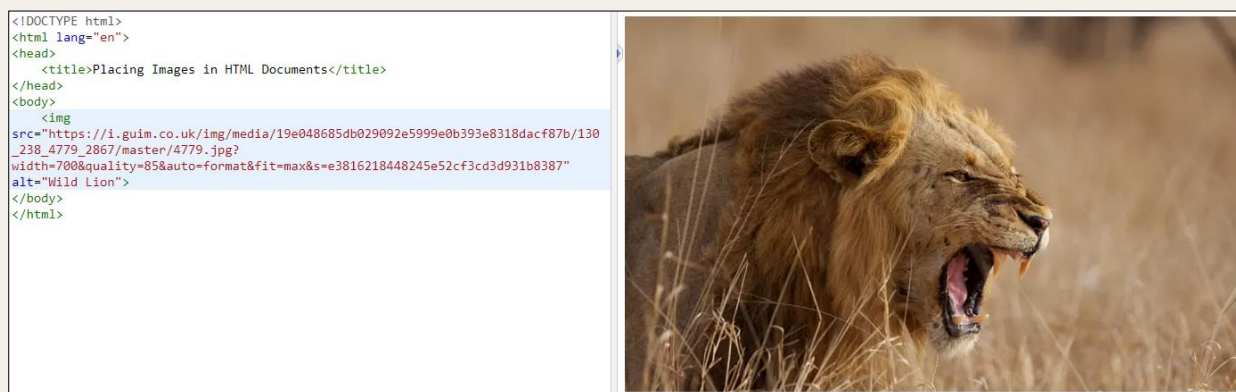 <!DOCTYPE html>
<html lang="en">
<head>
    <title>Placing Images in HTML Documents</title>
</head>
<body>
    <img
src="https://i.guim.co.uk/img/media/19e048685db029092e5999e0b393e8318dacf87b/130
_238_4779_2867/master/4779.jpg?
width=700&quality=85&auto=format&fit=max&s=e3816218448245e52cf3cd3d931b8387"
alt="Wild Lion">
</body>
</html>